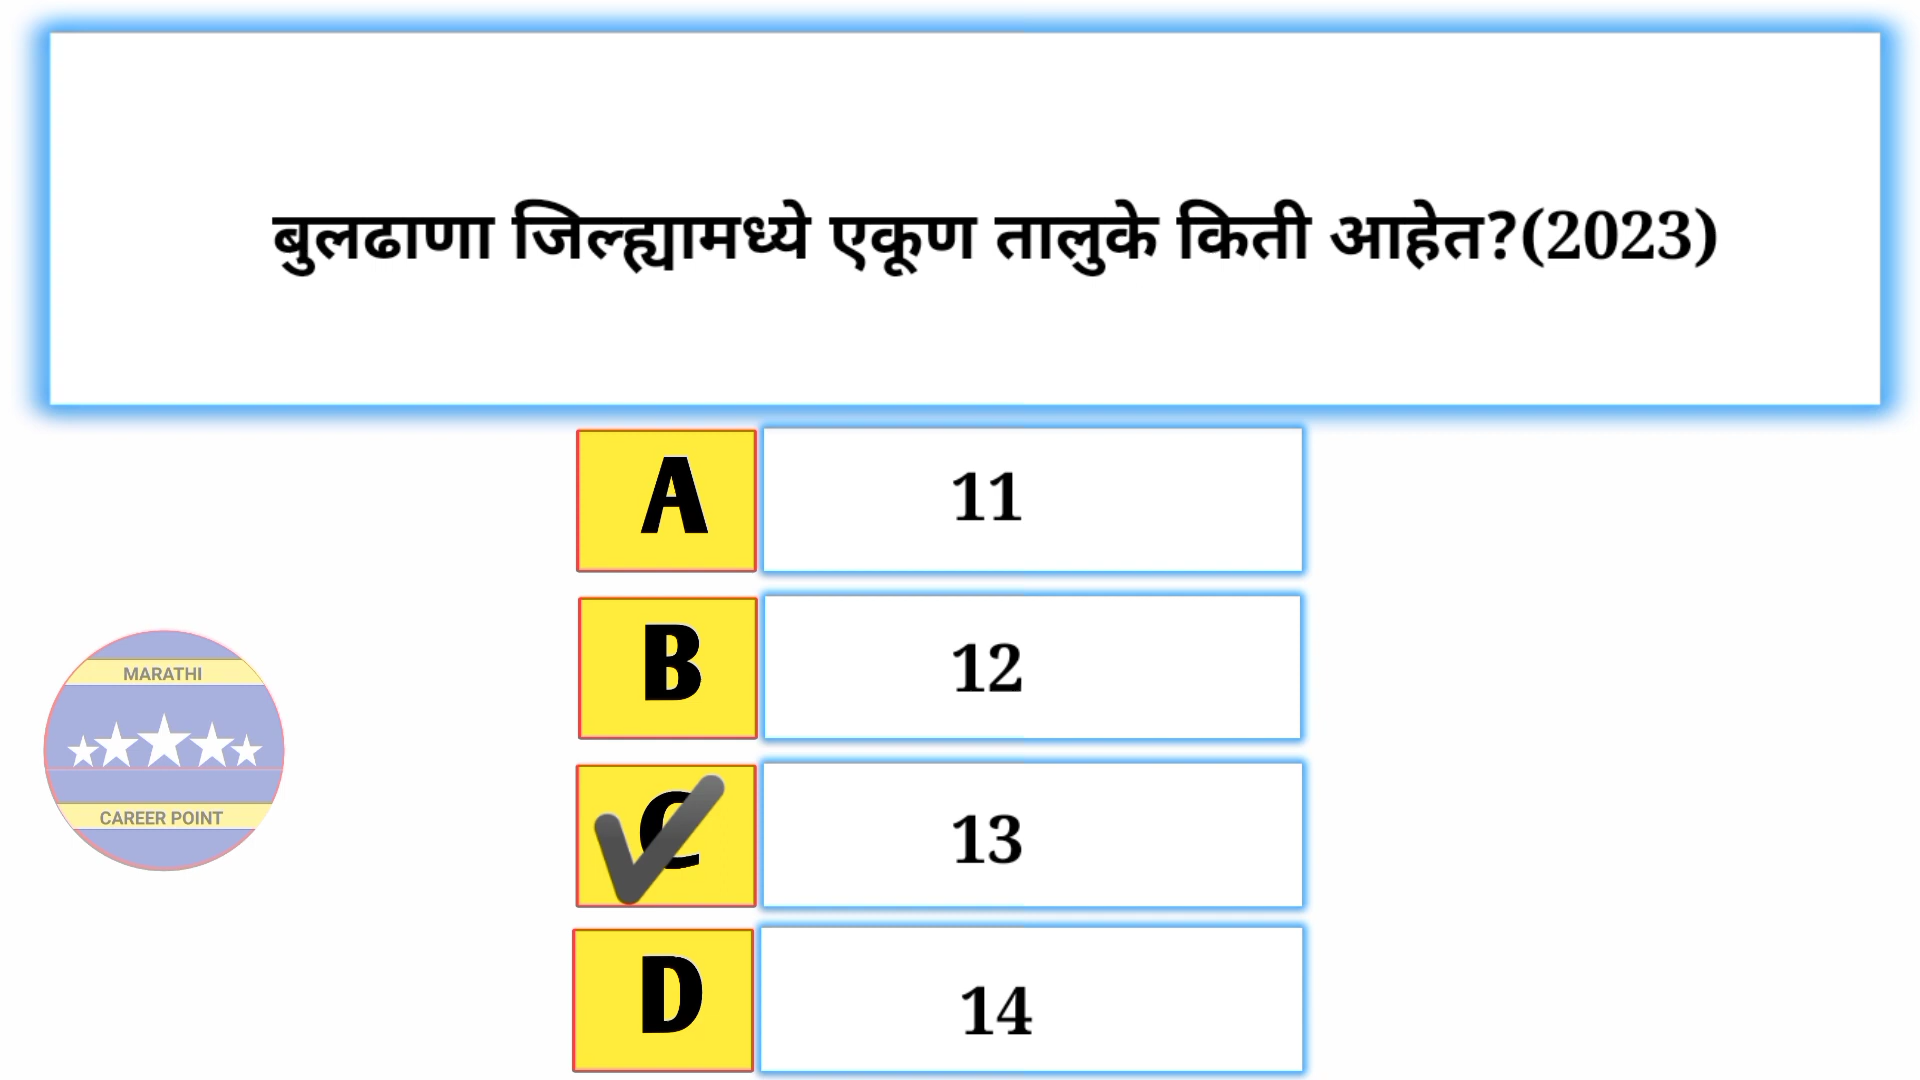 बुलढाणा जिल्ह्यामध्ये एकूण तालुके किती आहेत?(2023)
A 11
B 12
C 13
D 14
MARATHI
CAREER POINT